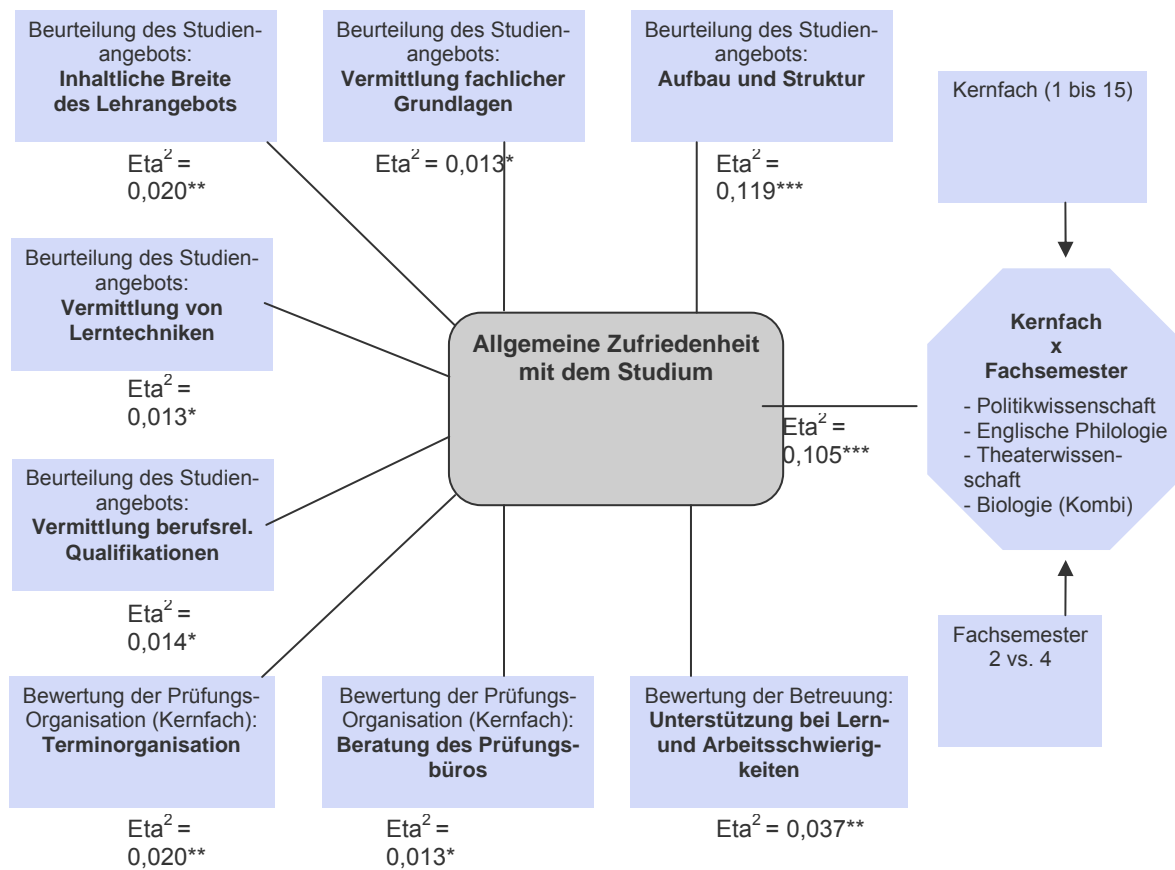 Beurteilung des Studien-
angebots:
Inhaltliche Breite
des Lehrangebots
Eta² =
0,020**
Beurteilung des Studien-
angebots:
Vermittlung fachlicher
Grundlagen
Eta² = 0,013*
Beurteilung des Studien-
angebots:
Aufbau und Struktur
Eta² =
0,119***
Kernfach (1 bis 15)
Beurteilung des Studien-
angebots:
Vermittlung von
Lerntechniken
Eta² =
0,013*
Allgemeine Zufriedenheit
mit dem Studium
Eta² =
0,105***
Kernfach
x
Fachsemester
- Politikwissenschaft
- Englische Philologie
- Theaterwissen-
schaft
- Biologie (Kombi)
Beurteilung des Studien-
angebots:
Vermittlung berufsrel.
Qualifikationen
Eta² =
0,014*
Fachsemester
2 vs. 4
Bewertung der Prüfungs-
Organisation (Kernfach):
Terminorganisation
Eta² =
0,020**
Bewertung der Prüfungs-
Organisation (Kernfach):
Beratung des Prüfungs-
büros
Eta² =
0,013*
Bewertung der Betreuung:
Unterstützung bei Lern-
und Arbeitsschwierig-
keiten
Eta² = 0,037**